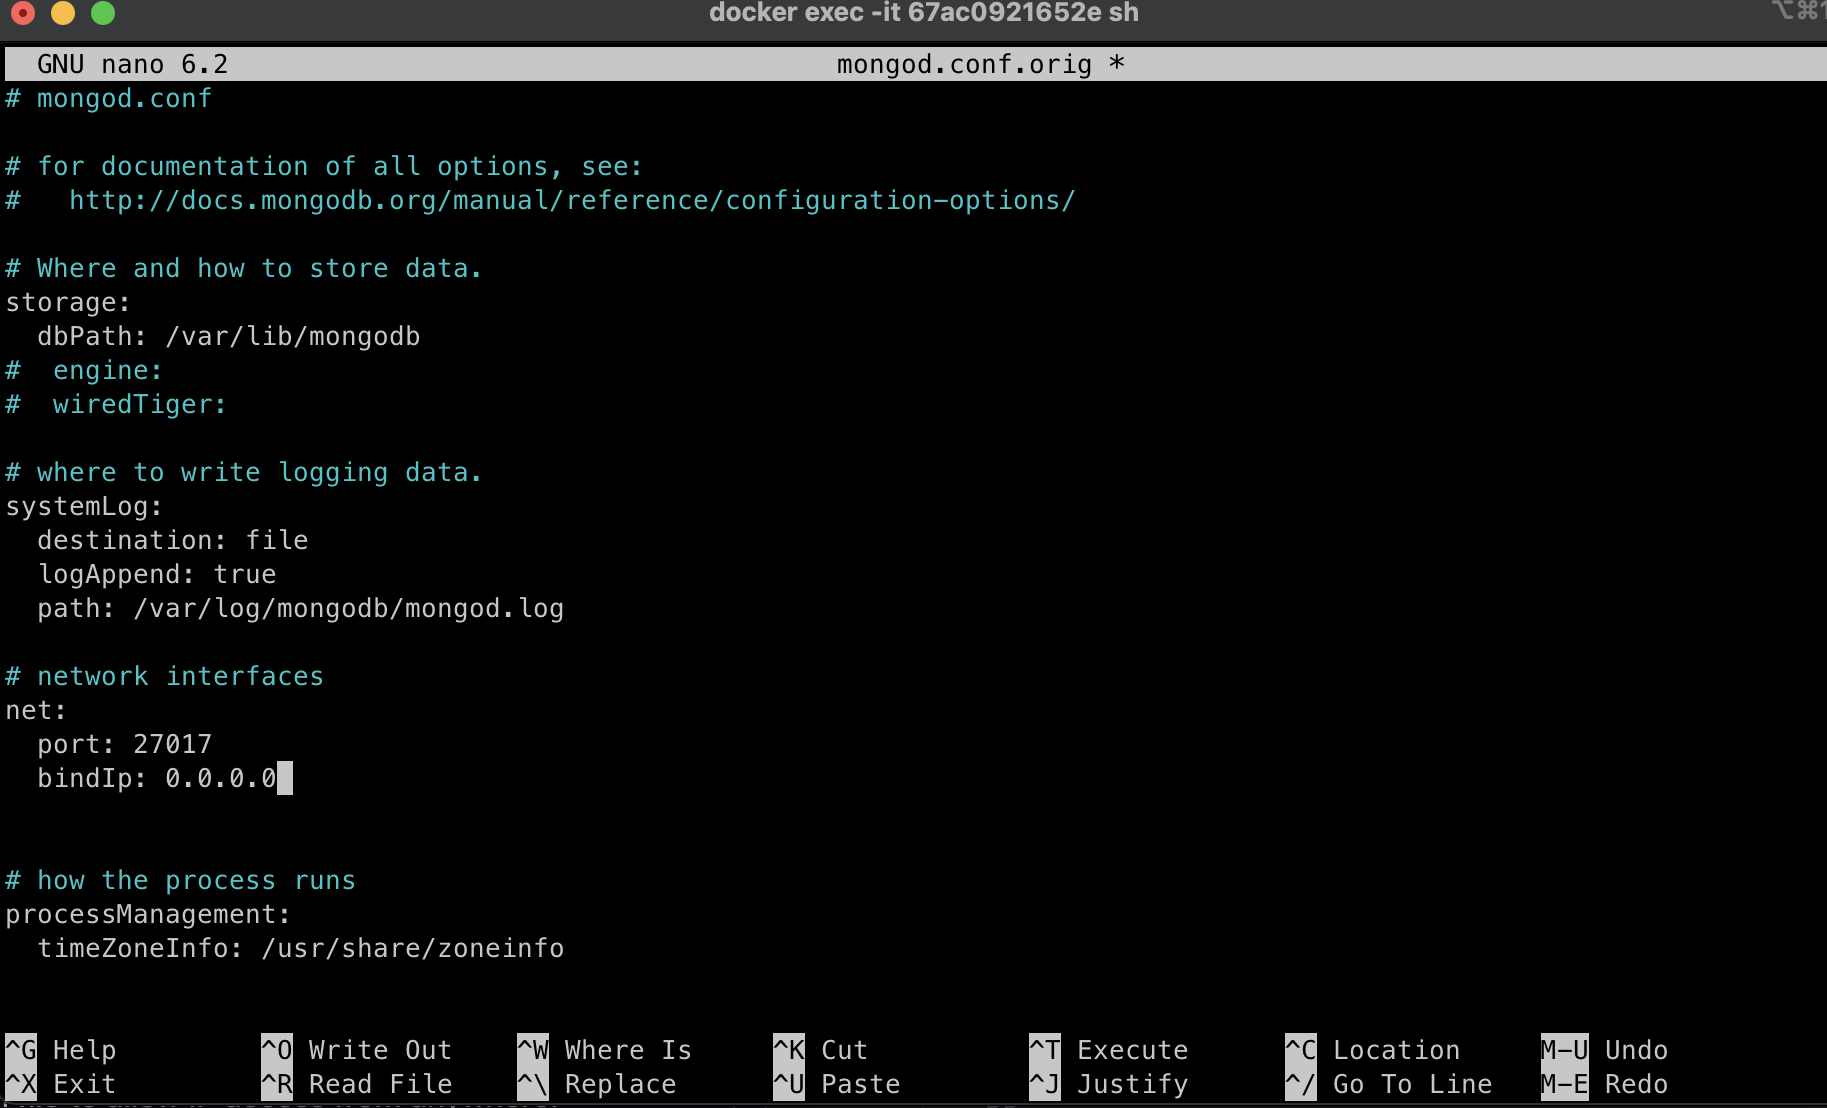 docker exec -it 67ac0921652e sh
GNU nano 6.2 mongod.conf.orig *
# mongod.conf
# for documentation of all options, see:
#   http://docs.mongodb.org/manual/reference/configuration-options/
# Where and how to store data.
storage:
  dbPath: /var/lib/mongodb
#  engine:
#  wiredTiger:
# where to write logging data.
systemLog:
  destination: file
  logAppend: true
  path: /var/log/mongodb/mongod.log
# network interfaces
net:
  port: 27017
  bindIp: 0.0.0.0
# how the process runs
processManagement:
  timeZoneInfo: /usr/share/zoneinfo
^G Help ^O Write Out ^W Where Is ^K Cut ^T Execute ^C Location M-U Undo
^X Exit ^R Read File ^\ Replace ^U Paste ^J Justify ^/ Go To Line M-E Redo